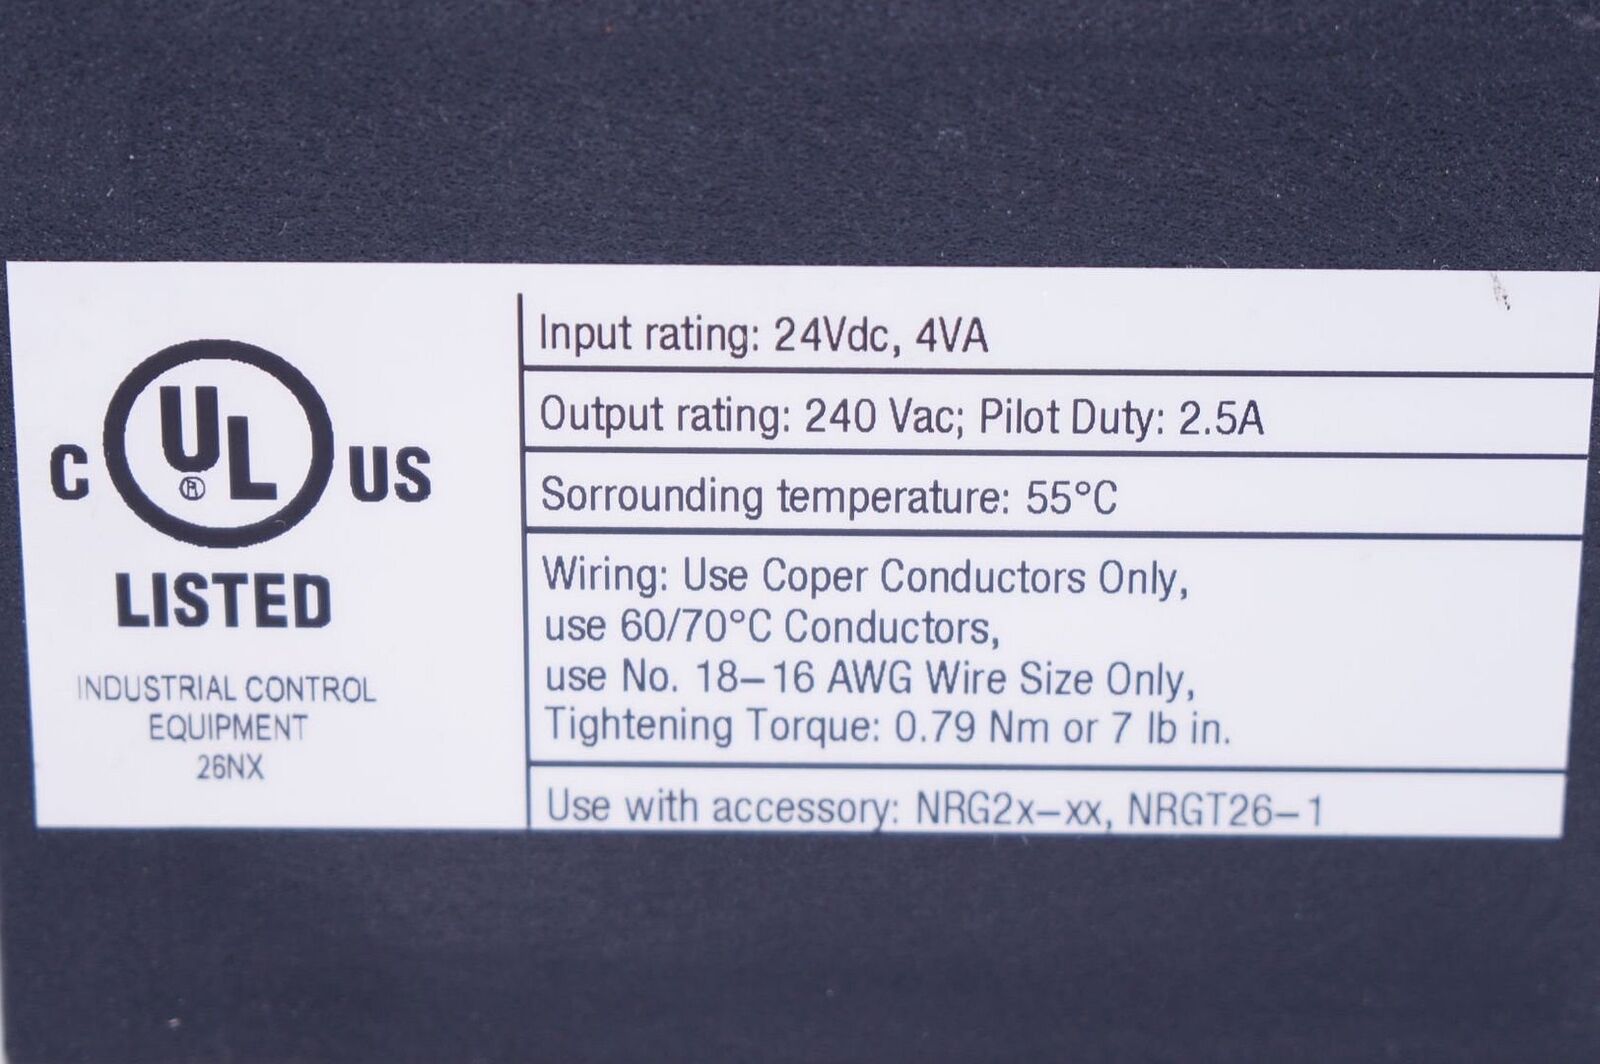 C UL ® US
LISTED
INDUSTRIAL CONTROL
EQUIPMENT
26NX
Input rating: 24Vdc, 4VA
Output rating: 240 Vac; Pilot Duty: 2.5A
Sorrounding temperature: 55°C
Wiring: Use Coper Conductors Only,
use 60/70°C Conductors,
use No. 18–16 AWG Wire Size Only,
Tightening Torque: 0.79 Nm or 7 lb in.
Use with accessory: NRG2x–xx, NRGT26–1